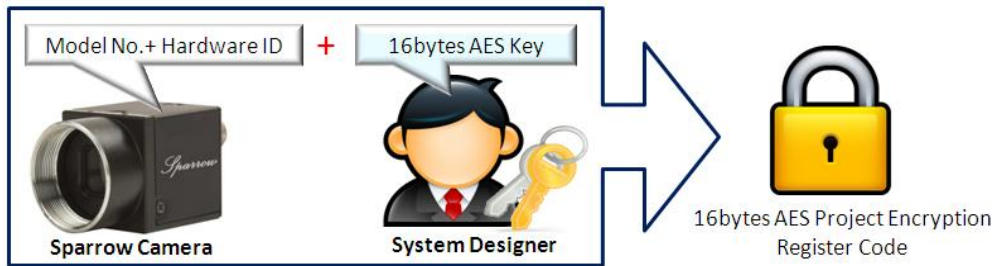 Model No.+ Hardware ID
+
16bytes AES Key
Sparrow
Sparrow Camera
System Designer
16bytes AES Project Encryption
Register Code